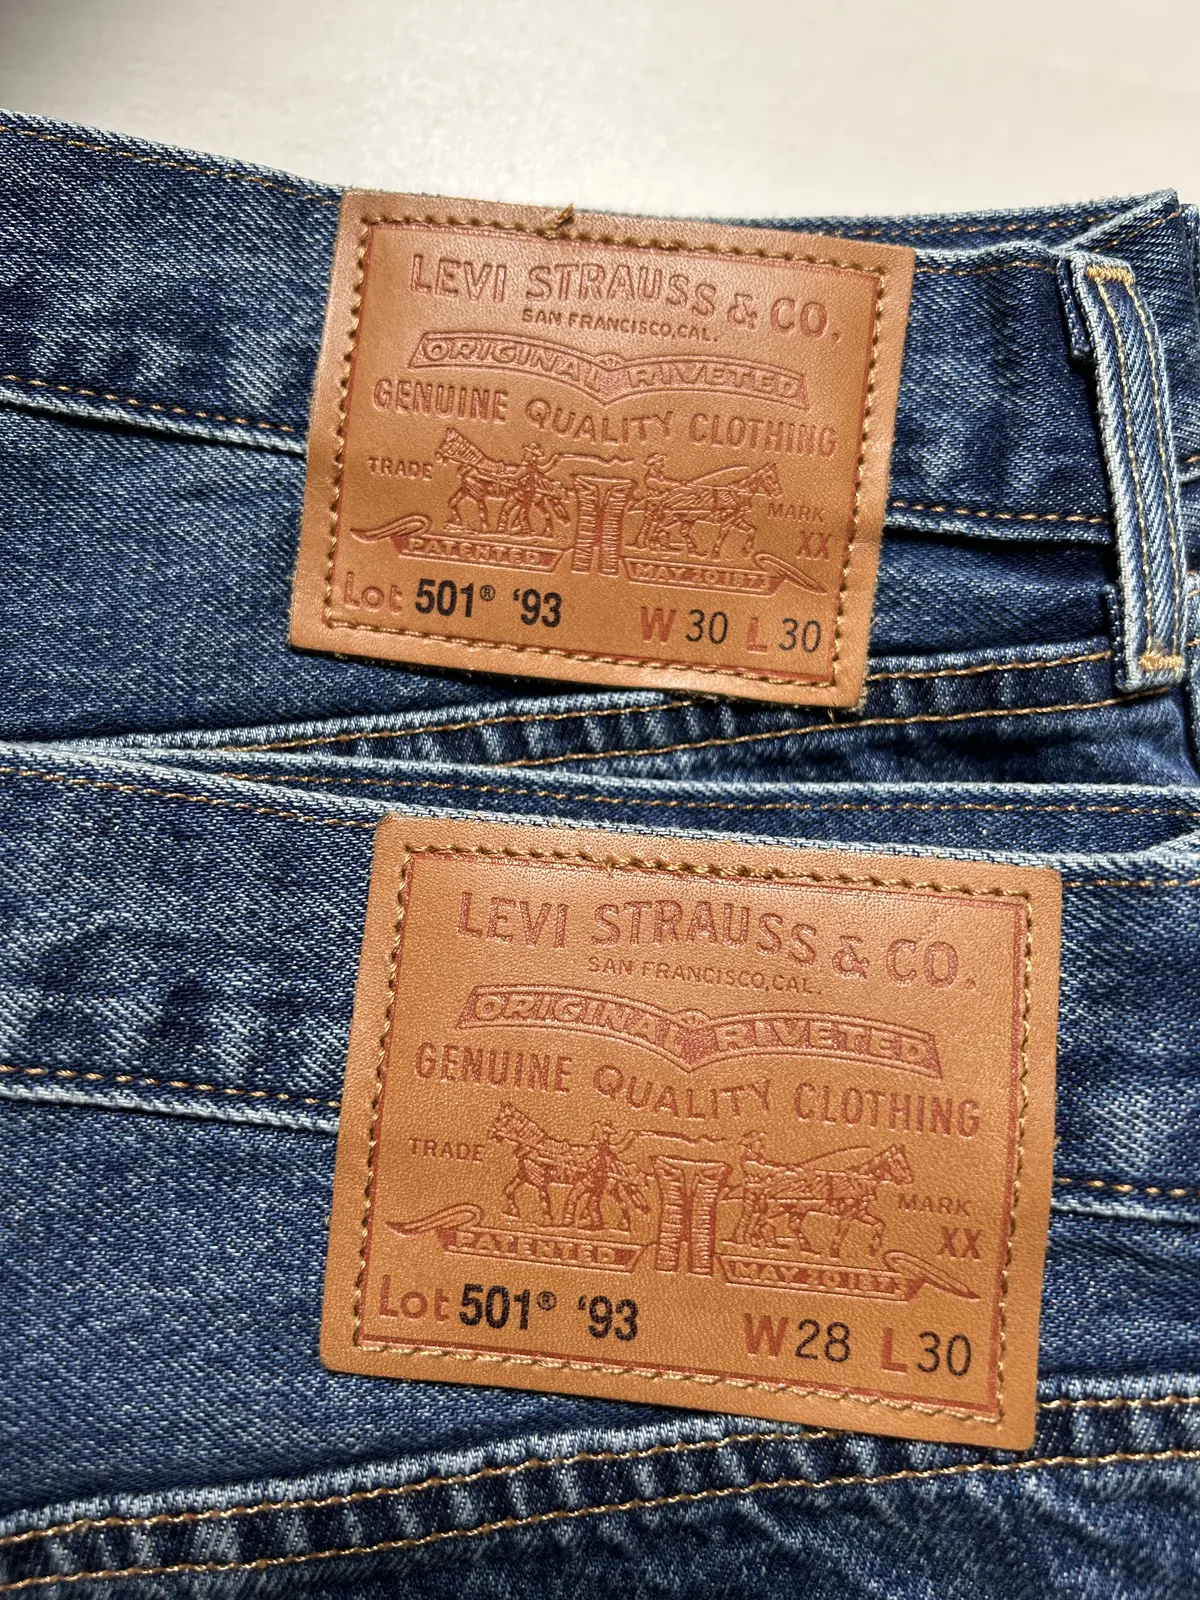 LEVI STRAUSS & CO.
SAN FRANCISCO, CAL.
ORIGINAL RIVETED
GENUINE QUALITY CLOTHING
TRADE MARK
XX
PATENTED MAY 20 1873
Lot 501® ‘93 W 30 L 30
LEVI STRAUSS & CO.
SAN FRANCISCO, CAL.
ORIGINAL RIVETED
GENUINE QUALITY CLOTHING
TRADE MARK
XX
PATENTED MAY 20 1873
Lot 501® ‘93 W 28 L 30